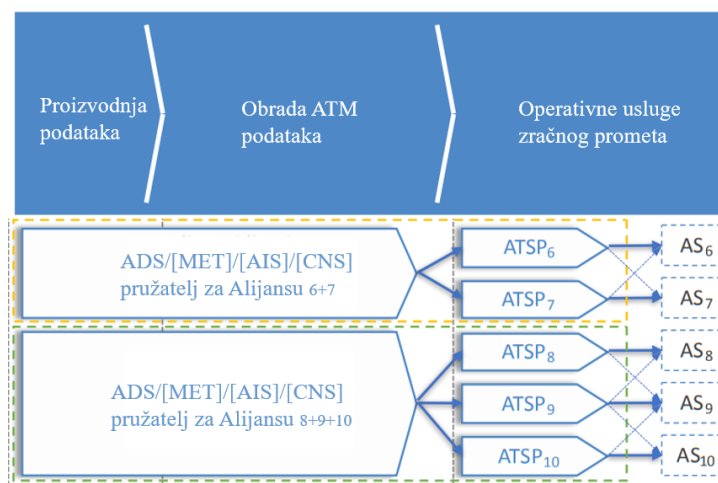 Proizvodnja
podataka
Obrada ATM
podataka
Operativne usluge
zračnog prometa
ADS/[MET]/[AIS]/[CNS]
pružatelj za Alijansu 6+7
ATSP6
ATSP7
AS6
AS7
ADS/[MET]/[AIS]/[CNS]
pružatelj za Alijansu 8+9+10
ATSP8
ATSP9
ATSP10
AS8
AS9
AS10